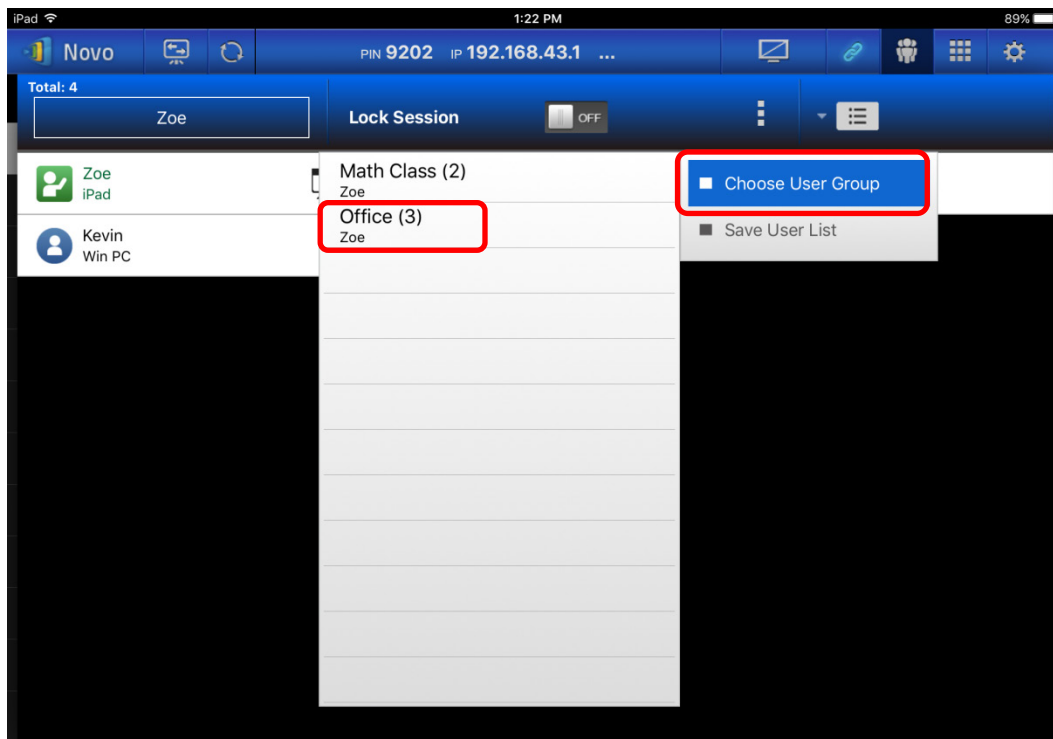 iPad 1:22 PM 89%
Novo PIN 9202 IP 192.168.43.1 ...
Total: 4
Zoe Lock Session OFF
Zoe
iPad
Kevin
Win PC
Math Class (2)
Zoe
Office (3)
Zoe
Choose User Group
Save User List